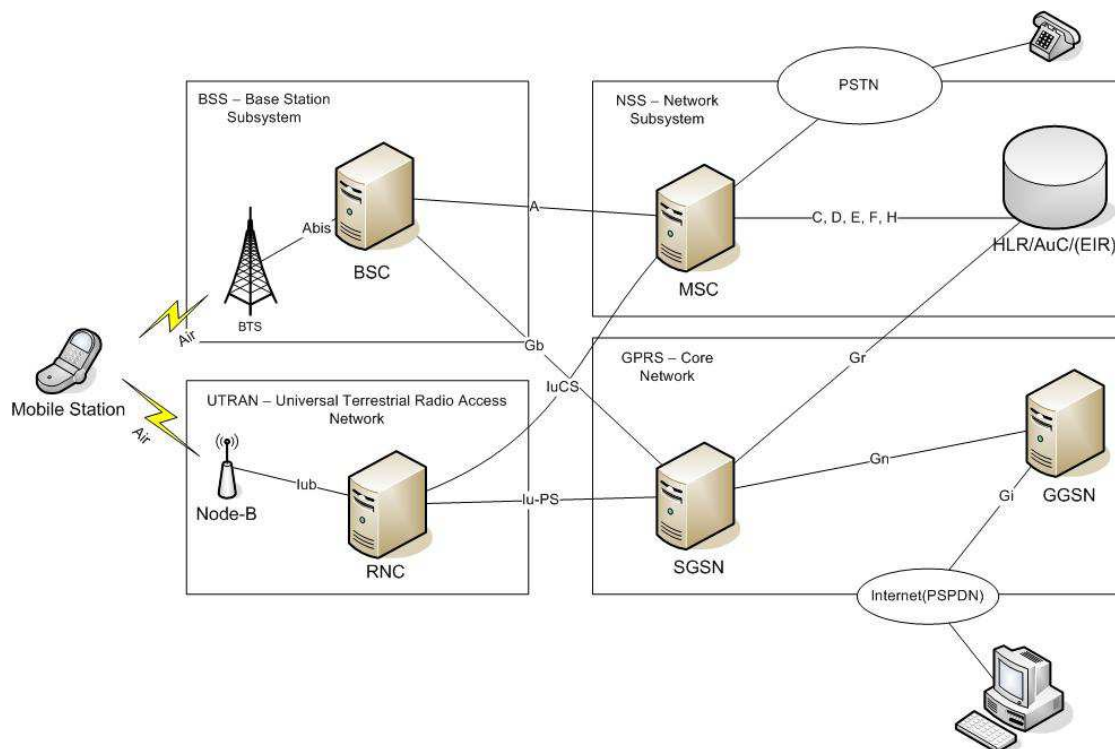 PSTN
BSS – Base Station
Subsystem
NSS – Network
Subsystem
Abis
BSC
A
MSC
C, D, E, F, H
HLR/AuC/(EIR)
BTS
Air
Gb
Mobile Station
Air
UTRAN – Universal Terrestrial Radio Access
Network
IuCS
GPRS – Core
Network
Gr
Node-B
Iub
RNC
Iu-PS
SGSN
Gn
GGSN
Gi
Internet(PSPDN)